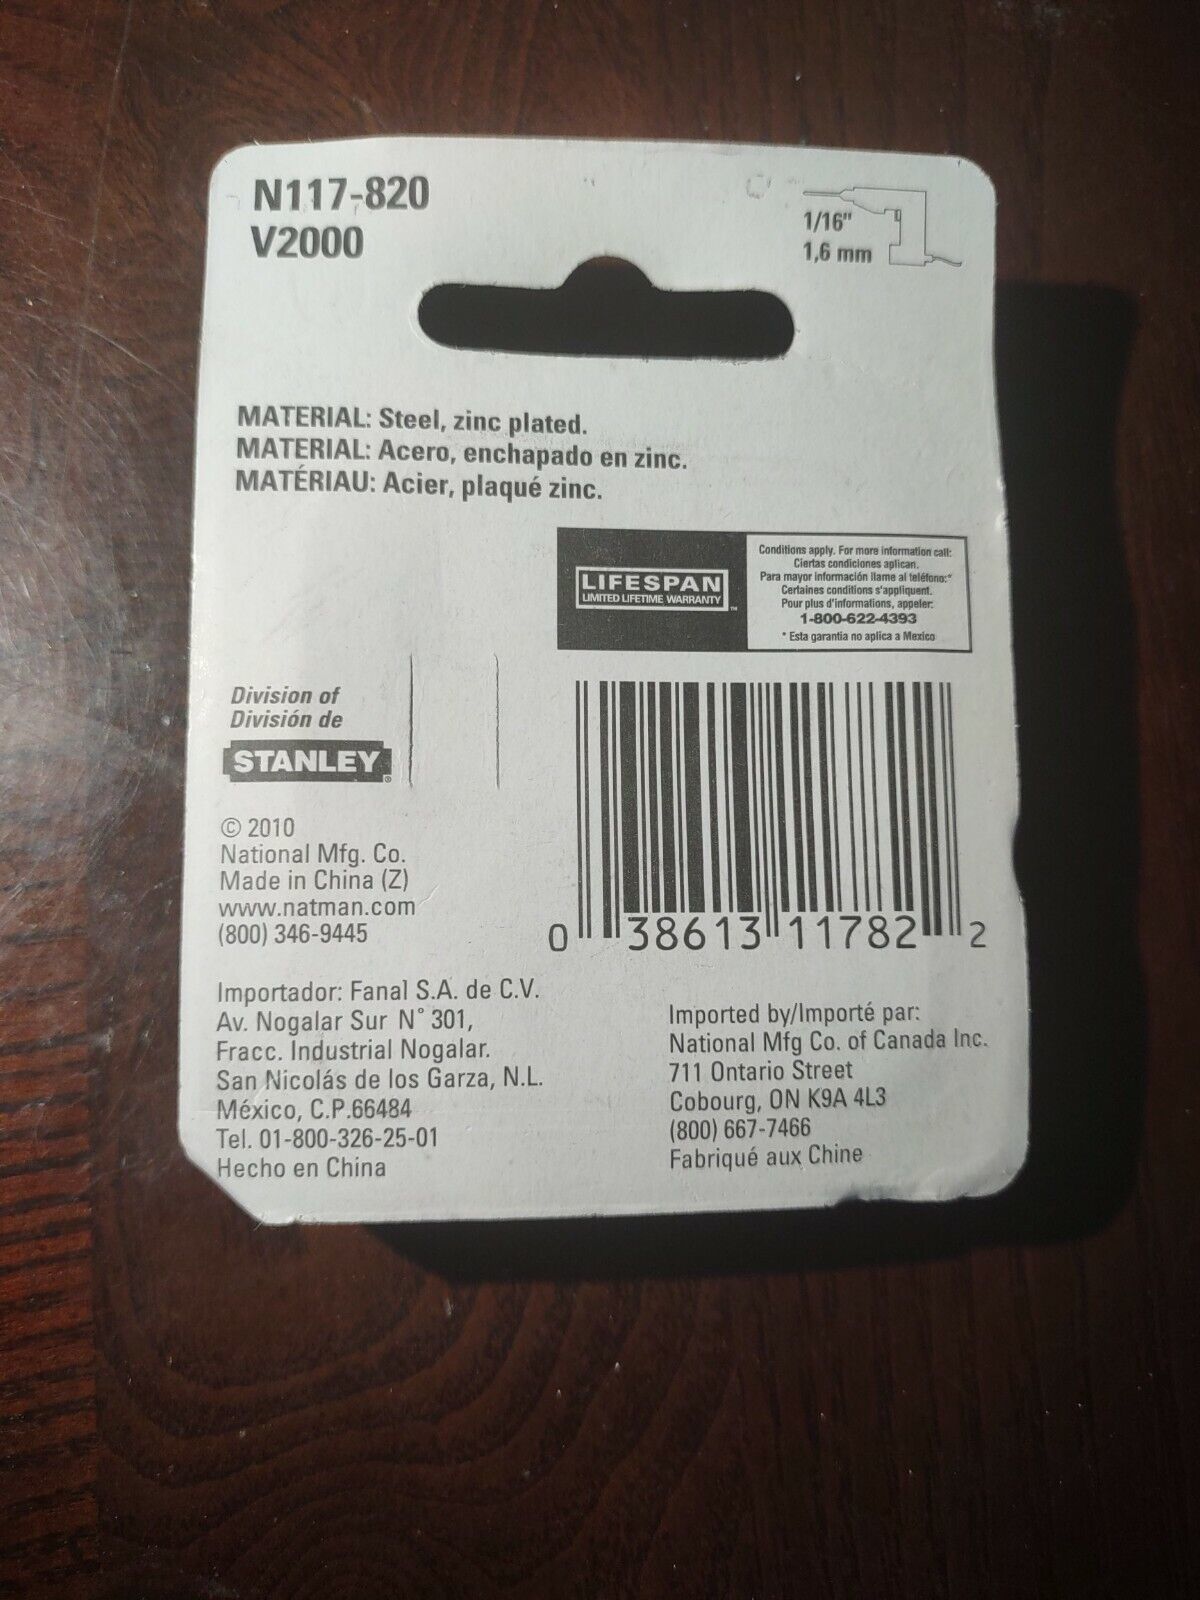 N117-820
V2000
1/16"
1,6 mm
MATERIAL: Steel, zinc plated.
MATERIAL: Acero, enchapado en zinc.
MATÉRIAU: Acier, plaqué zinc.
LIFESPAN
LIMITED LIFETIME WARRANTY™
Conditions apply. For more information call:
Ciertas condiciones aplican.
Para mayor información llame al teléfono:*
Certaines conditions s'appliquent.
Pour plus d'informations, appeler:
1-800-622-4393
* Esta garantia no aplica a Mexico
Division of
División de
STANLEY®
© 2010
National Mfg. Co.
Made in China (Z)
www.natman.com
(800) 346-9445
0 38613 11782 2
Importador: Fanal S.A. de C.V.
Av. Nogalar Sur N° 301,
Fracc. Industrial Nogalar.
San Nicolás de los Garza, N.L.
México, C.P.66484
Tel. 01-800-326-25-01
Hecho en China
Imported by/Importé par:
National Mfg Co. of Canada Inc.
711 Ontario Street
Cobourg, ON K9A 4L3
(800) 667-7466
Fabriqué aux Chine